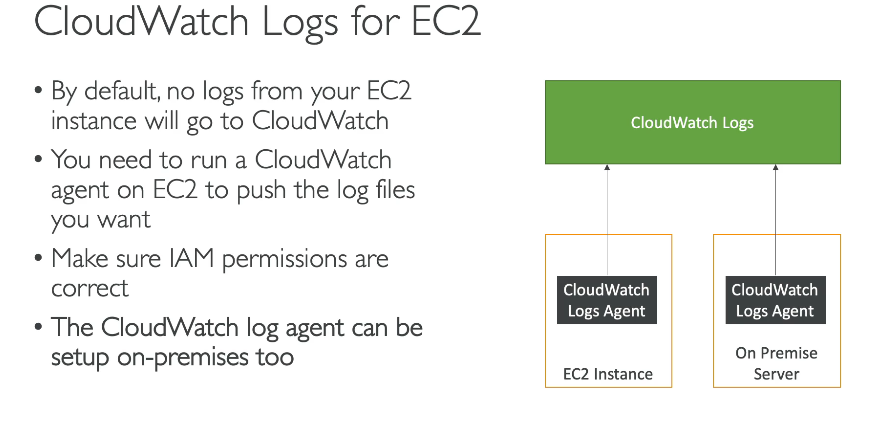 CloudWatch Logs for EC2
• By default, no logs from your EC2
instance will go to CloudWatch
• You need to run a CloudWatch
agent on EC2 to push the log files
you want
• Make sure IAM permissions are
correct
• The CloudWatch log agent can be
setup on-premises too
CloudWatch Logs
CloudWatch
Logs Agent
EC2 Instance
CloudWatch
Logs Agent
On Premise
Server